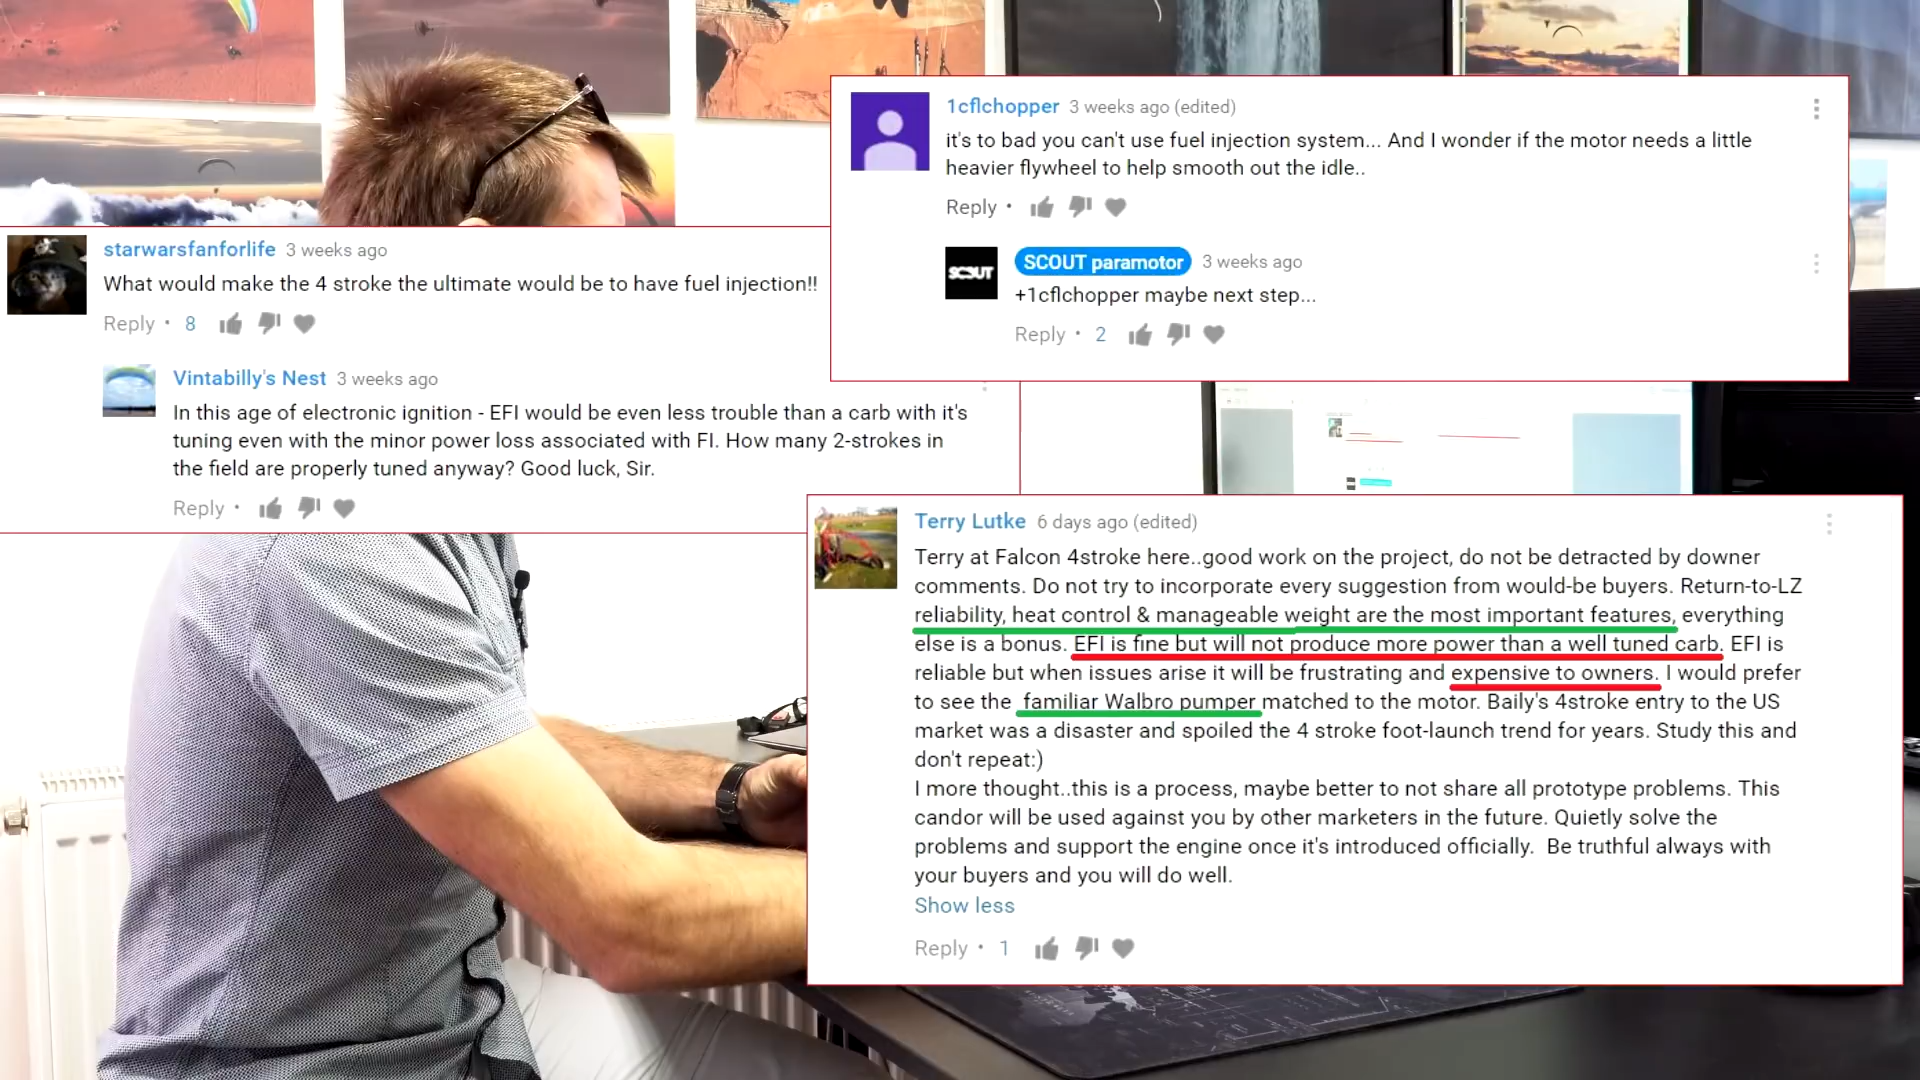 1cflchopper 3 weeks ago (edited)
it's to bad you can't use fuel injection system... And I wonder if the motor needs a little
heavier flywheel to help smooth out the idle..
Reply •
SCOUT
SCOUT paramotor 3 weeks ago
+1cflchopper maybe next step...
Reply • 2
starwarsfanforlife 3 weeks ago
What would make the 4 stroke the ultimate would be to have fuel injection!!
Reply • 8
Vintabilly's Nest 3 weeks ago
In this age of electronic ignition - EFI would be even less trouble than a carb with it's
tuning even with the minor power loss associated with FI. How many 2-strokes in
the field are properly tuned anyway? Good luck, Sir.
Reply •
Terry Lutke 6 days ago (edited)
Terry at Falcon 4stroke here..good work on the project, do not be detracted by downer
comments. Do not try to incorporate every suggestion from would-be buyers. Return-to-LZ
reliability, heat control & manageable weight are the most important features, everything
else is a bonus. EFI is fine but will not produce more power than a well tuned carb. EFI is
reliable but when issues arise it will be frustrating and expensive to owners. I would prefer
to see the familiar Walbro pumper matched to the motor. Baily's 4stroke entry to the US
market was a disaster and spoiled the 4 stroke foot-launch trend for years. Study this and
don't repeat:)
I more thought..this is a process, maybe better to not share all prototype problems. This
candor will be used against you by other marketers in the future. Quietly solve the
problems and support the engine once it's introduced officially. Be truthful always with
your buyers and you will do well.
Show less
Reply • 1